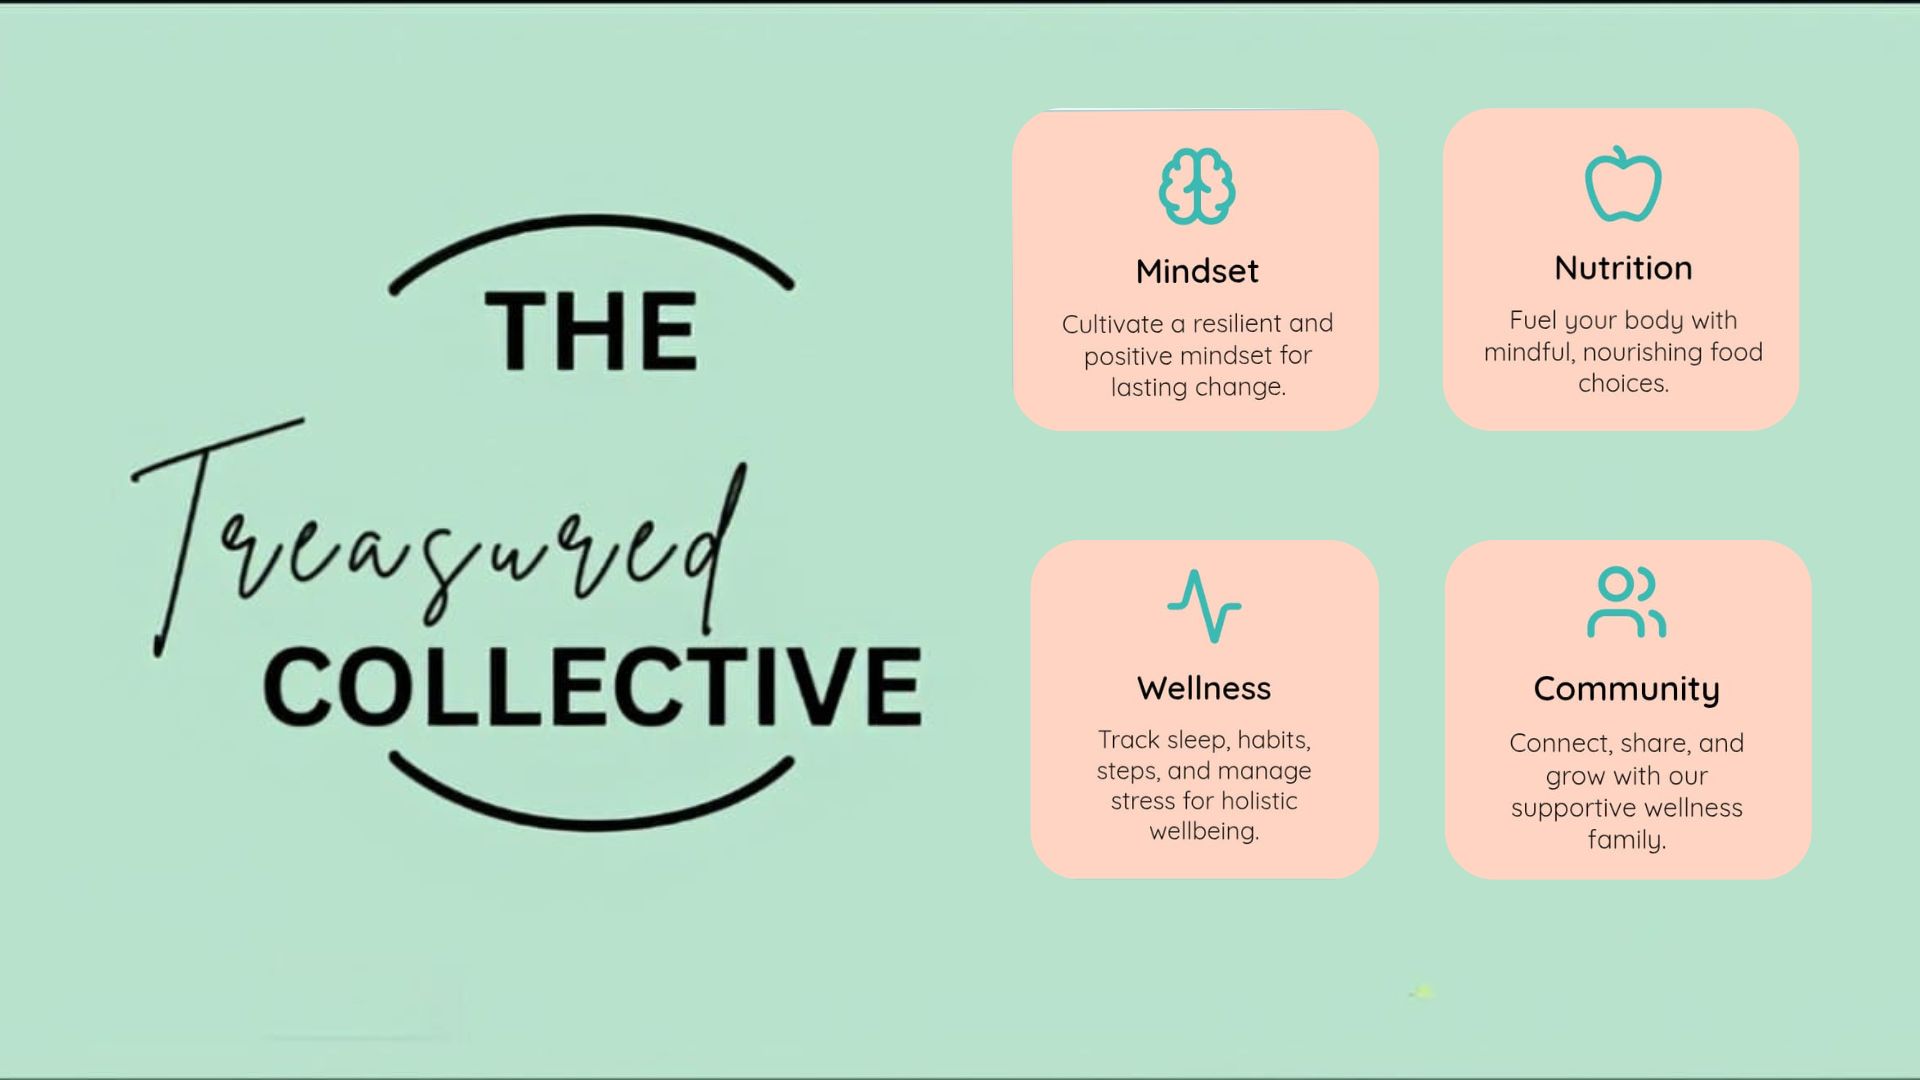 THE
Treasured
COLLECTIVE
Mindset
Cultivate a resilient and
positive mindset for
lasting change.
Nutrition
Fuel your body with
mindful, nourishing food
choices.
Wellness
Track sleep, habits,
steps, and manage
stress for holistic
wellbeing.
Community
Connect, share, and
grow with our
supportive wellness
family.